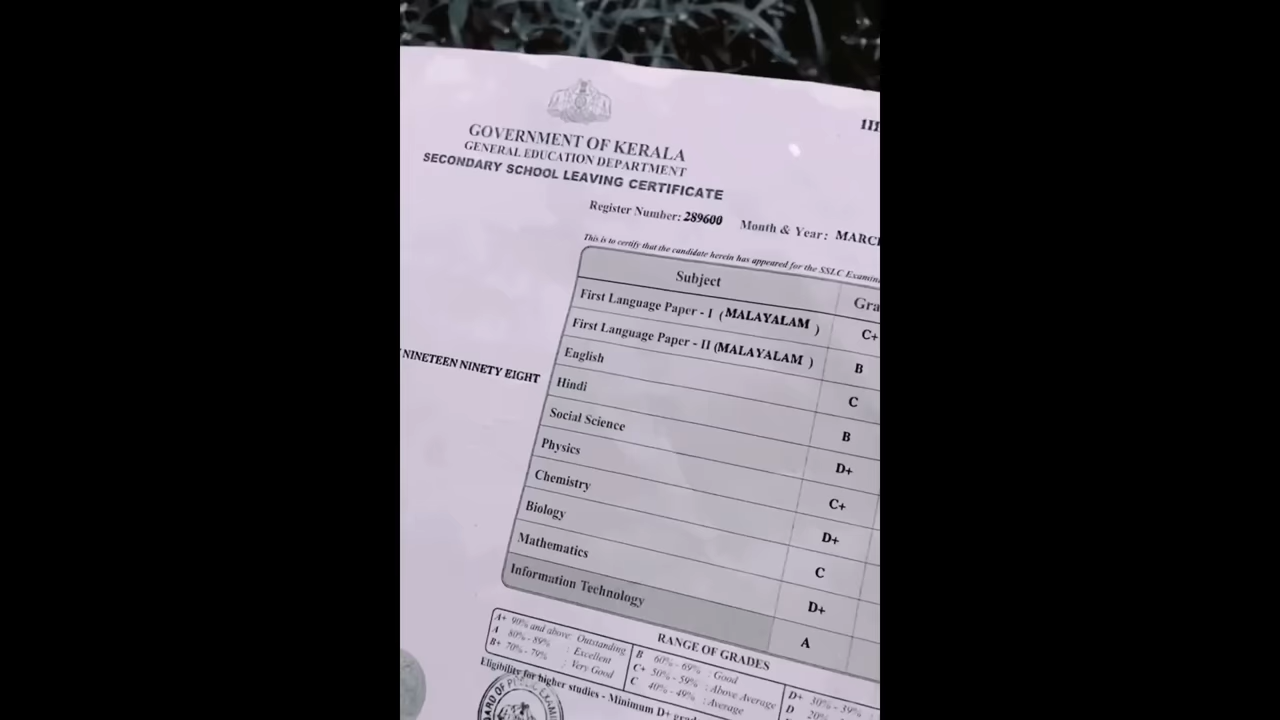 GOVERNMENT OF KERALA
GENERAL EDUCATION DEPARTMENT
SECONDARY SCHOOL LEAVING CERTIFICATE
Register Number: 289600 Month & Year:
This is to certify that the candidate herein has appeared for the SSLC
Subject
First Language Paper - I (MALAYALAM ) C+
First Language Paper - II (MALAYALAM ) B
English C
Hindi B
Social Science D+
Physics C+
Chemistry D+
Biology C
Mathematics D+
Information Technology A
NINETEEN NINETY EIGHT
RANGE OF GRADES
A+ 90% and above: Outstanding
A 80% - 89% : Excellent
B+ 70% - 79% : Very Good
B 60% - 69% : Good
C+ 50% - 59% : Above Average
C 40% - 49% : Average
D+ 30% - 39% :
D 20%
Eligibility for higher studies - Minimum D+